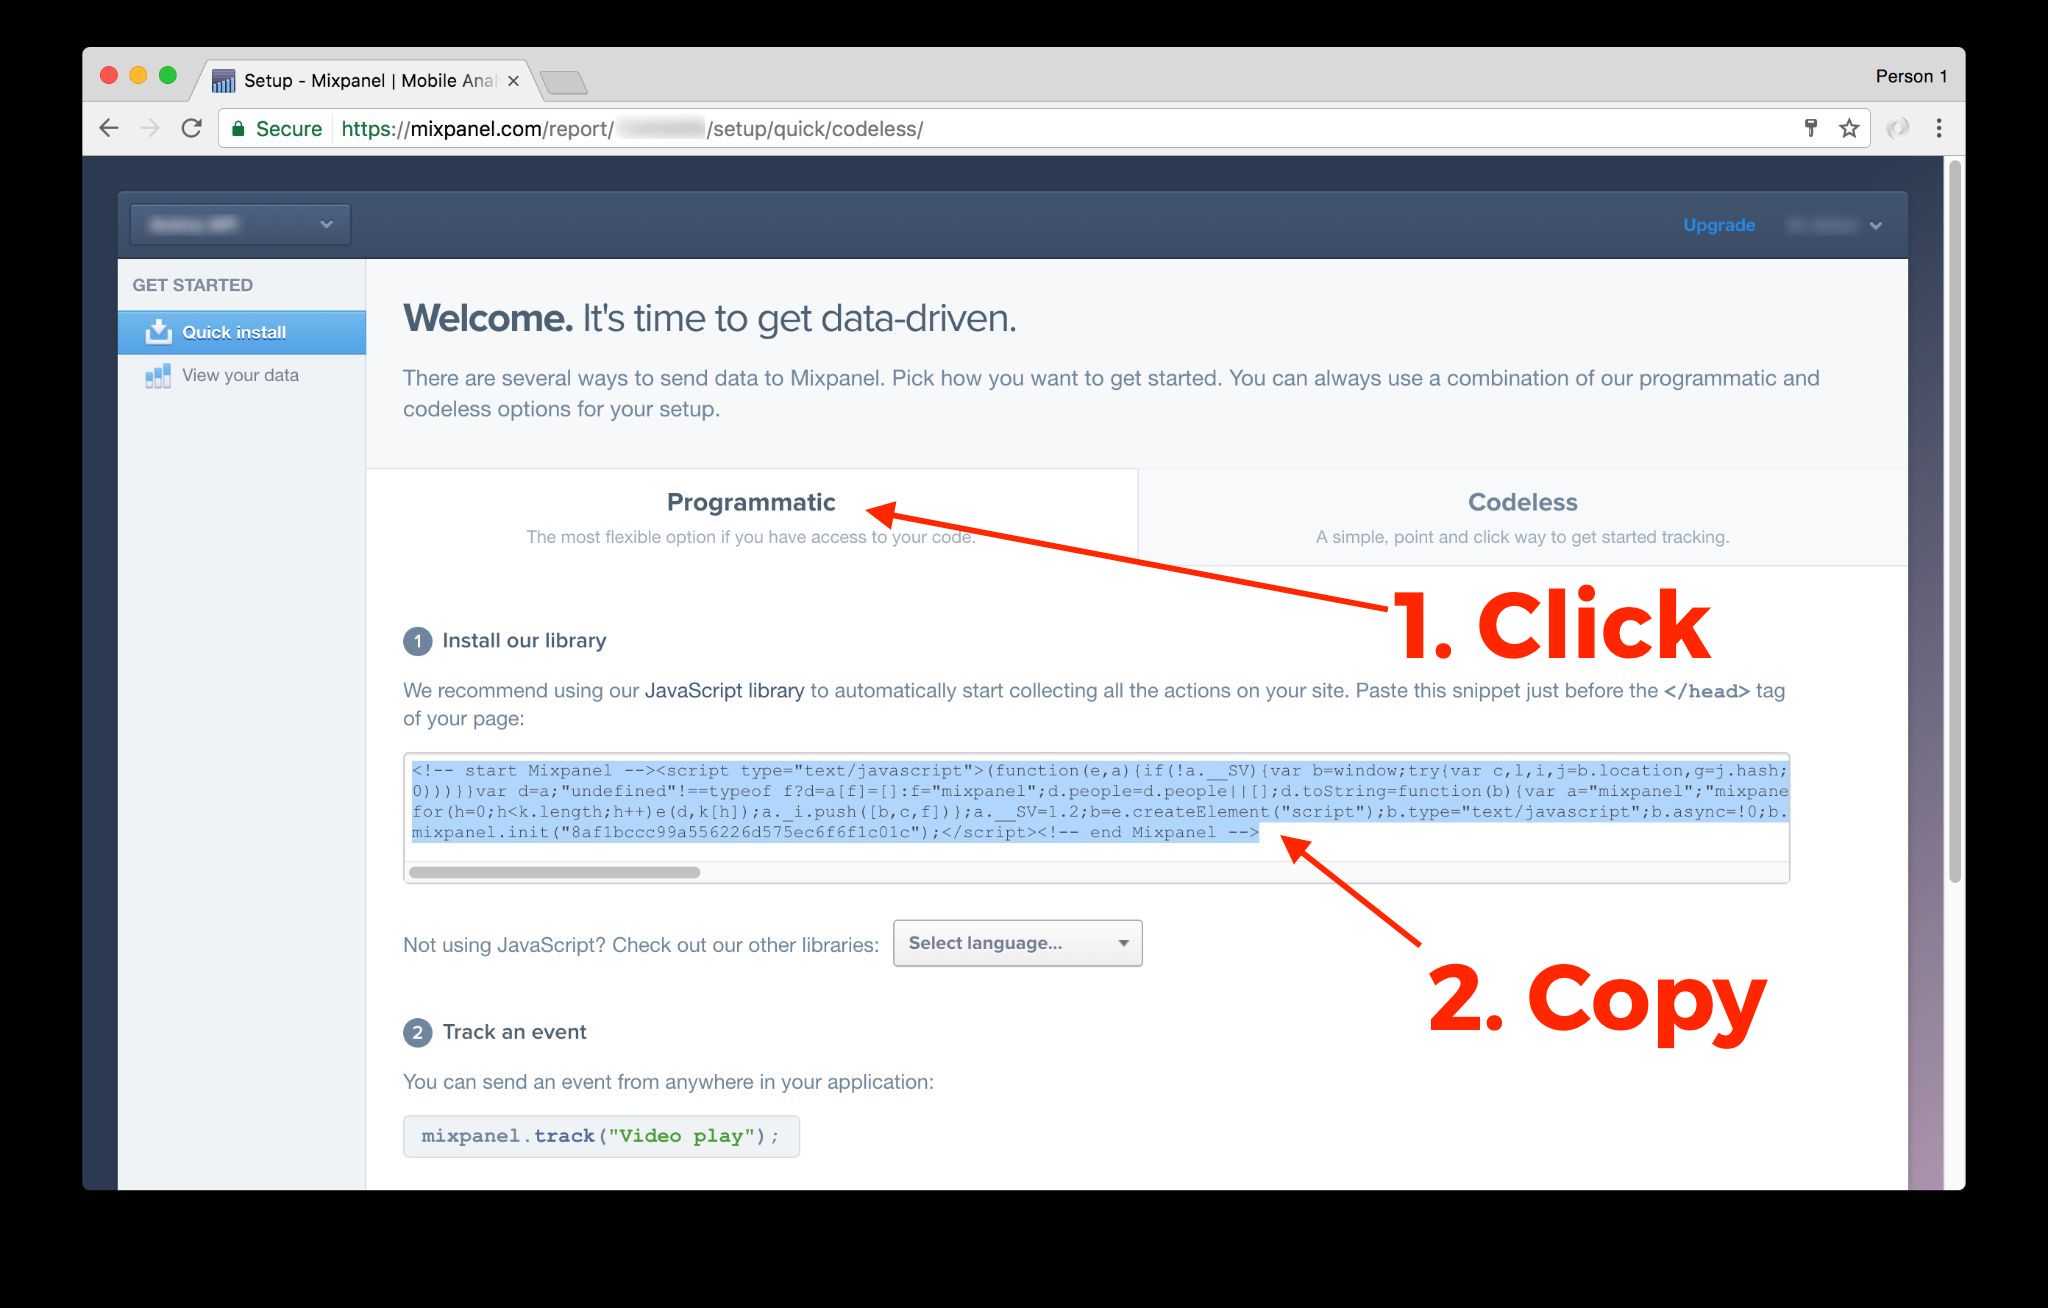 Setup - Mixpanel | Mobile Anal
Person 1
Secure https://mixpanel.com/report/ /setup/quick/codeless/
Upgrade
GET STARTED
Quick install
View your data
Welcome. It's time to get data-driven.
There are several ways to send data to Mixpanel. Pick how you want to get started. You can always use a combination of our programmatic and
codeless options for your setup.
Programmatic
The most flexible option if you have access to your code.
Codeless
A simple, point and click way to get started tracking.
1. Click
1 Install our library
We recommend using our JavaScript library to automatically start collecting all the actions on your site. Paste this snippet just before the </head> tag
of your page:
<!-- start Mixpanel --><script type="text/javascript">(function(e,a){if(!a.__SV){var b=window;try{var c,l,i,j=b.location,g=j.hash;
0)))}}var d=a;"undefined"!==typeof f?d=a[f]=[]:f="mixpanel";d.people=d.people||[];d.toString=function(b){var a="mixpanel";"mixpane
for(h=0;h<k.length;h++)e(d,k[h]);a._i.push([b,c,f])};a.__SV=1.2;b=e.createElement("script");b.type="text/javascript";b.async=!0;b.
mixpanel.init("8af1bccc99a556226d575ec6f6f1c01c");</script><!-- end Mixpanel -->
Not using JavaScript? Check out our other libraries: Select language...
2. Copy
2 Track an event
You can send an event from anywhere in your application:
mixpanel.track("Video play");